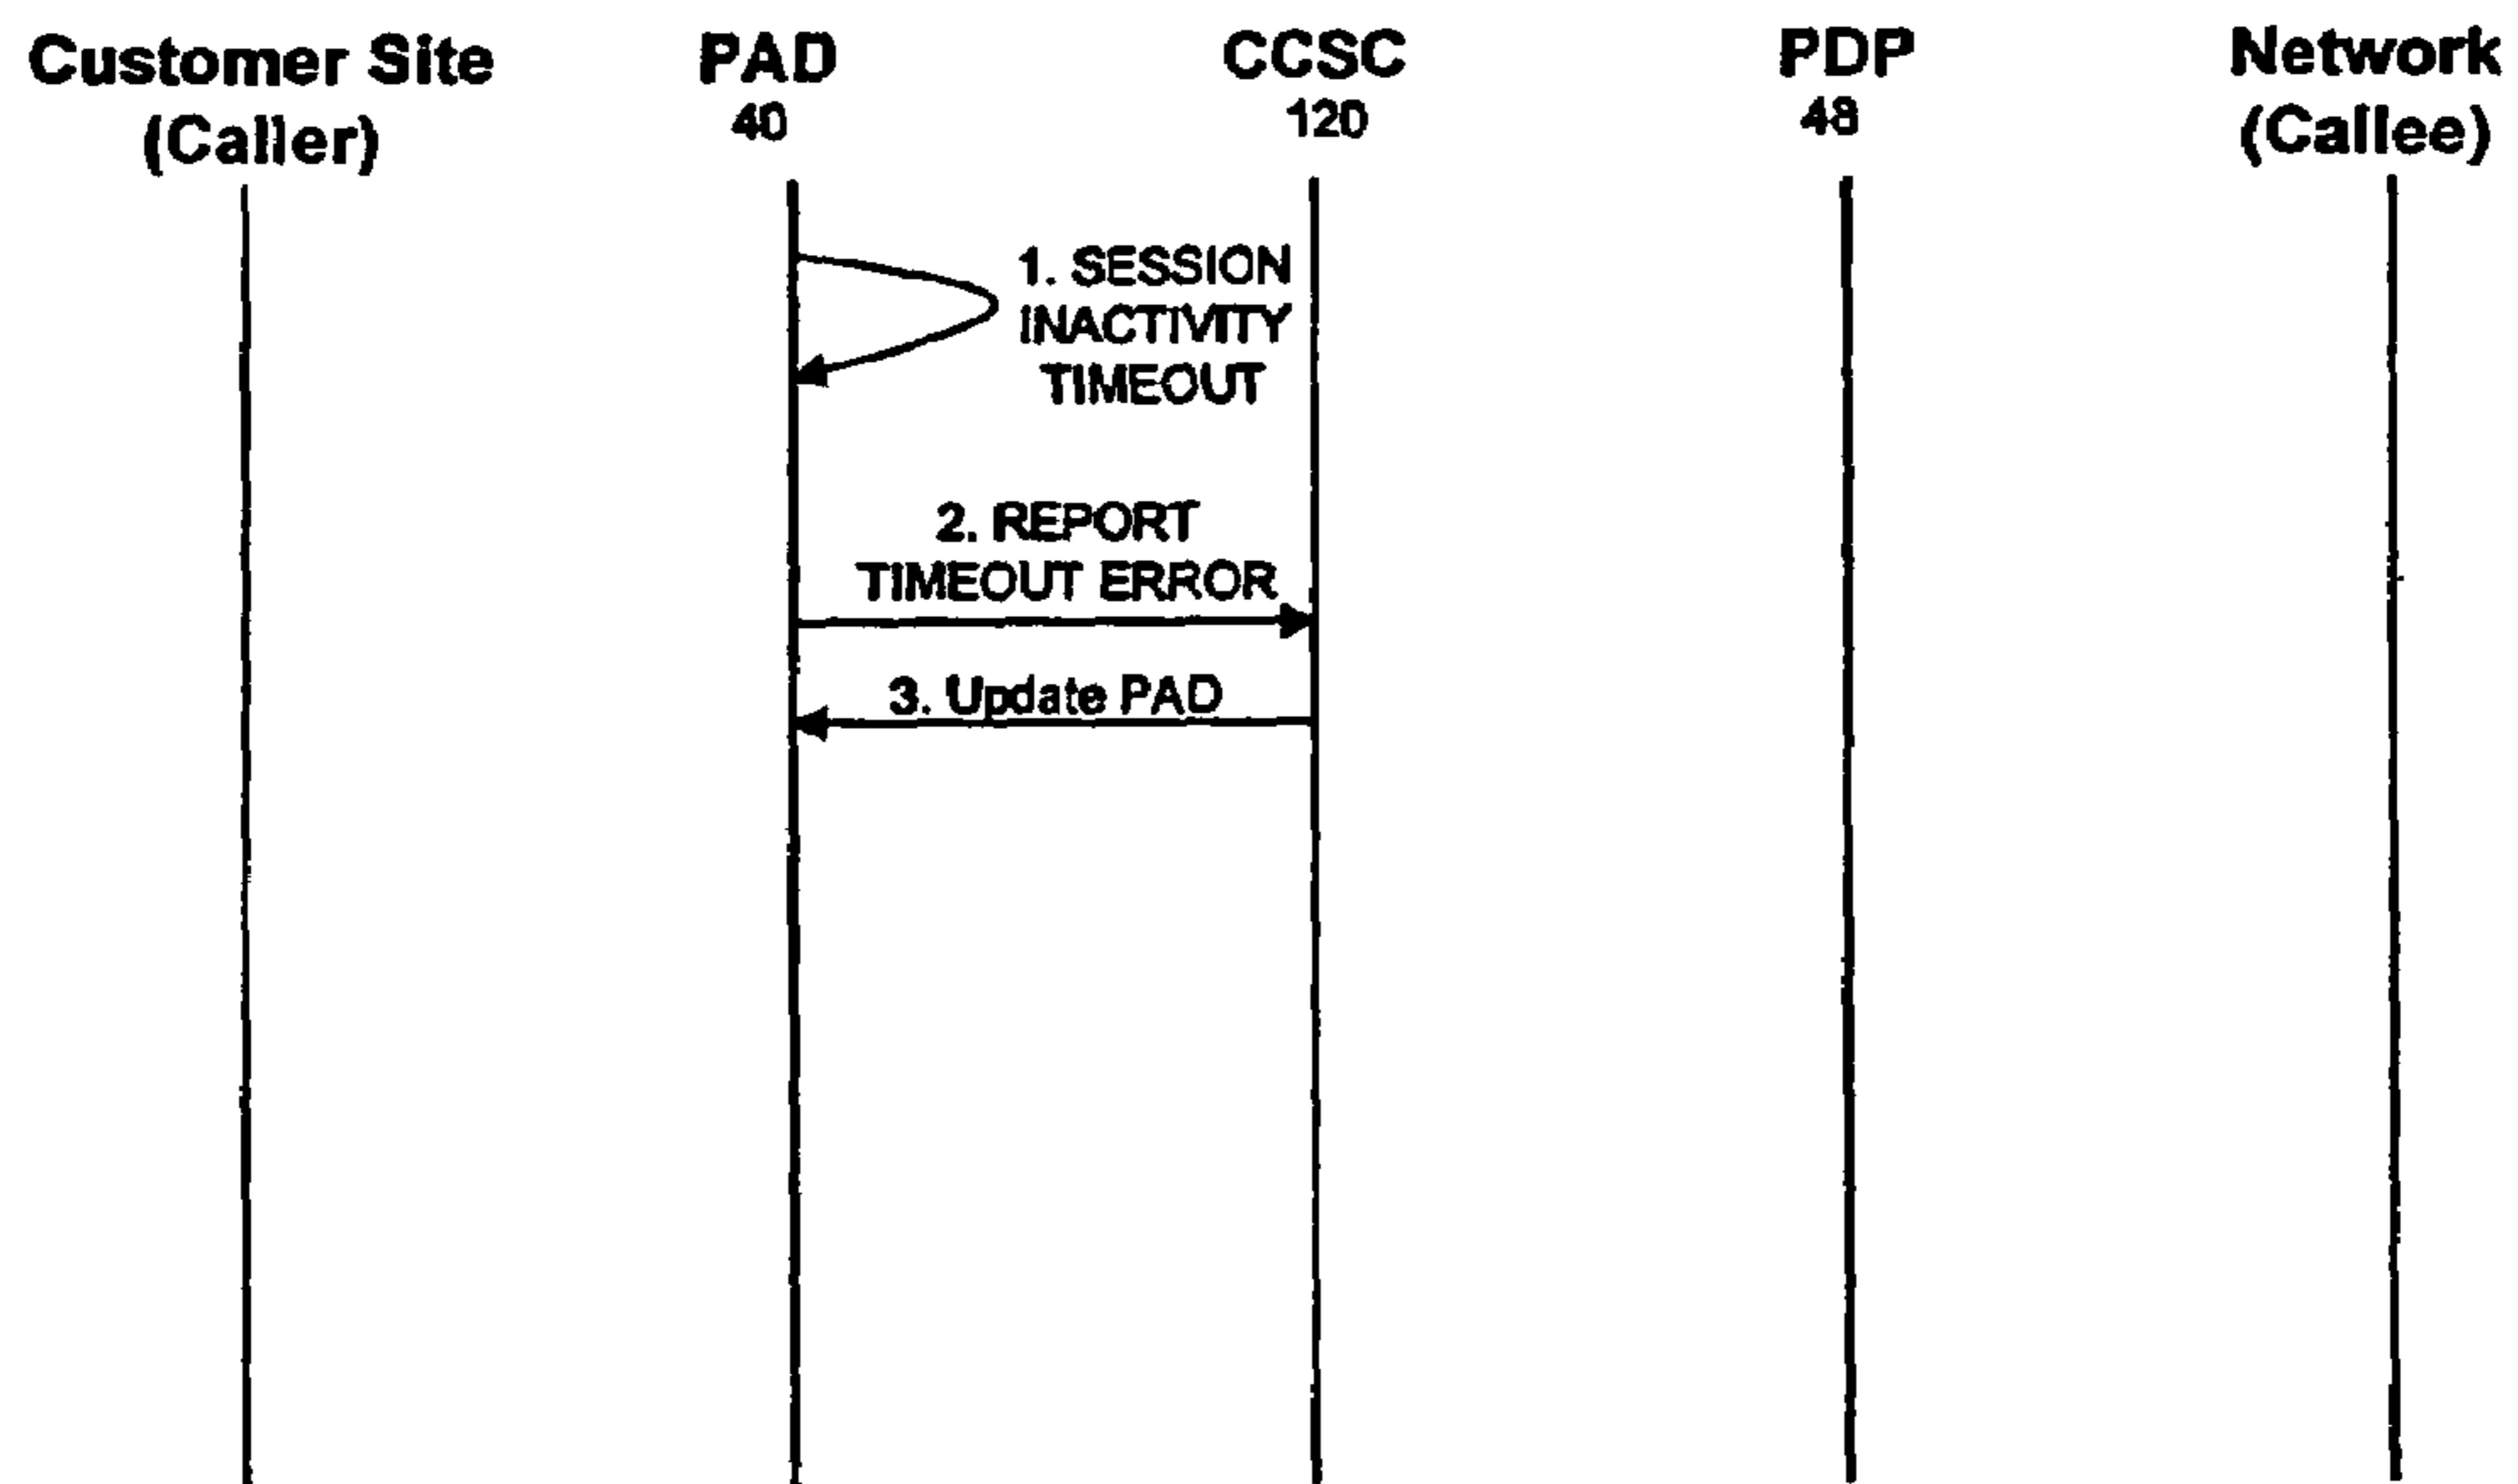 Customer Site
(Caller)
PAD
40
CCSC
120
PDP
48
Network
(Callee)
1. SESSION
INACTIVITY
TIMEOUT
2. REPORT
TIMEOUT ERROR
3. Update PAD